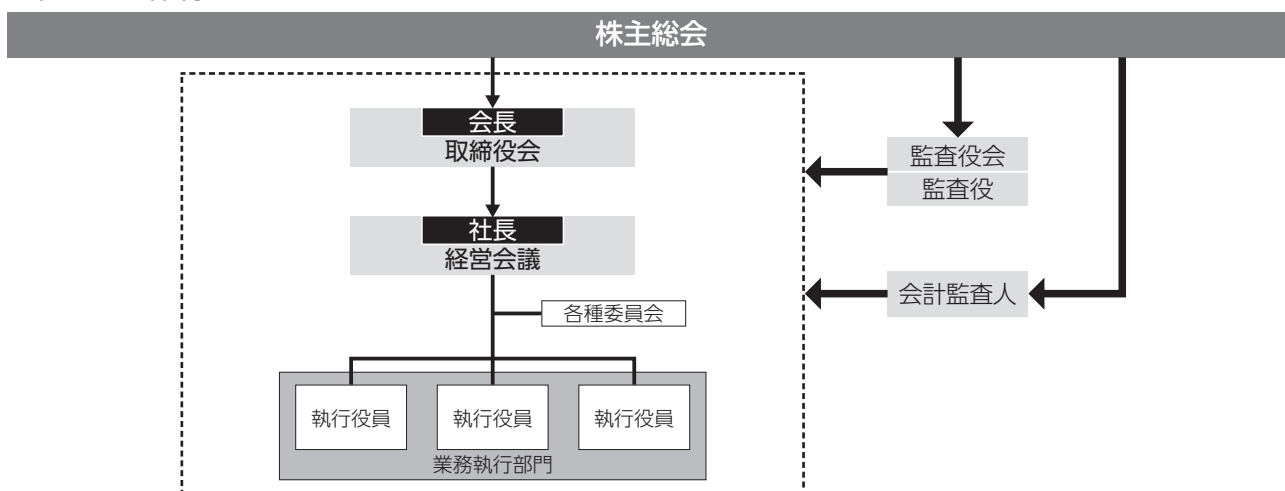 株主総会
会長
取締役会
監査役会
監査役
社長
経営会議
会計監査人
各種委員会
執行役員
執行役員
執行役員
業務執行部門